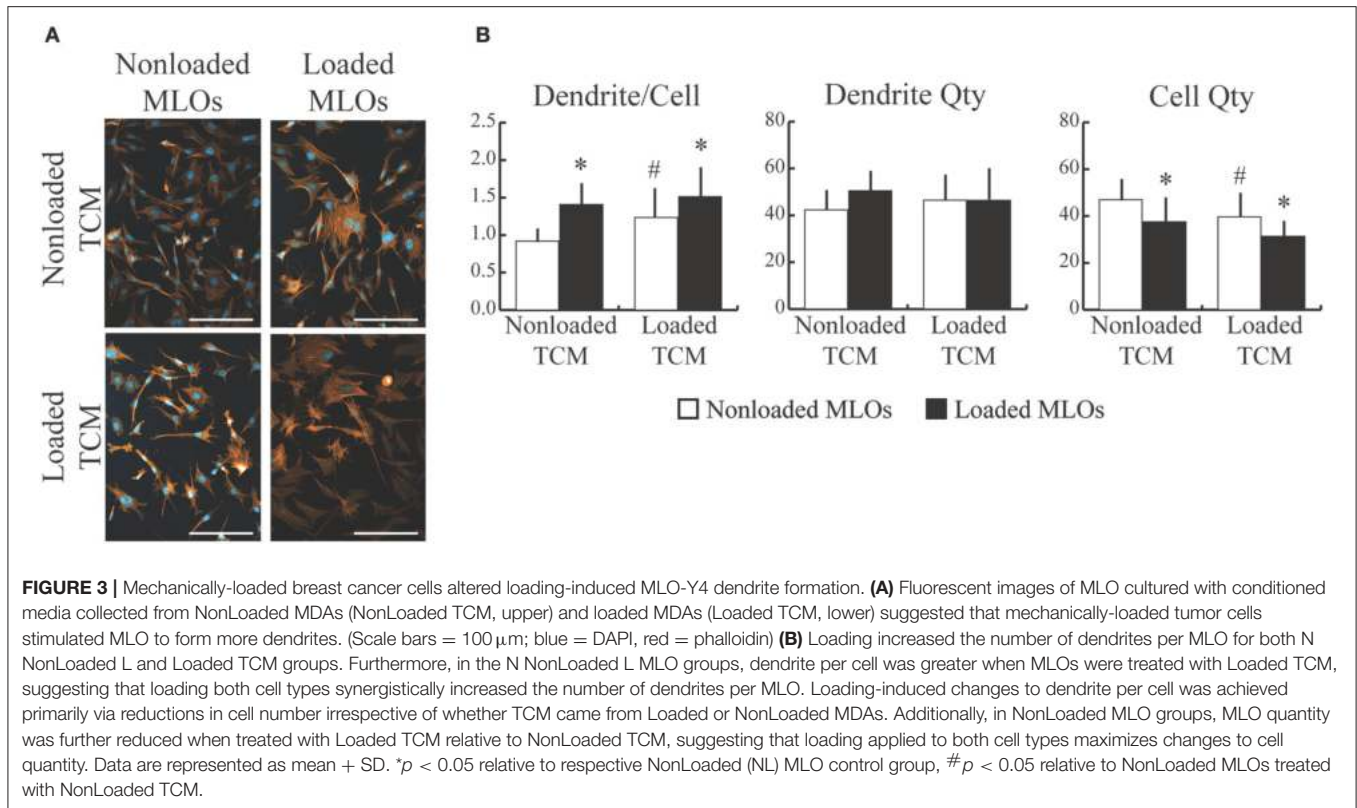 A
Nonloaded
MLOs
Loaded
MLOs
Nonloaded
TCM
Loaded
TCM
B
Dendrite/Cell
2.5
2.0
1.5
1.0
0.5
0.0
*
#
*
Nonloaded
TCM
Loaded
TCM
Dendrite Qty
80
60
40
20
0
Nonloaded
TCM
Loaded
TCM
Cell Qty
80
60
40
20
0
*
#
*
Nonloaded
TCM
Loaded
TCM
Nonloaded MLOs
Loaded MLOs
FIGURE 3 | Mechanically-loaded breast cancer cells altered loading-induced MLO-Y4 dendrite formation. (A) Fluorescent images of MLO cultured with conditioned
media collected from NonLoaded MDAs (NonLoaded TCM, upper) and loaded MDAs (Loaded TCM, lower) suggested that mechanically-loaded tumor cells
stimulated MLO to form more dendrites. (Scale bars = 100 μm; blue = DAPI, red = phalloidin) (B) Loading increased the number of dendrites per MLO for both N
NonLoaded L and Loaded TCM groups. Furthermore, in the N NonLoaded L MLO groups, dendrite per cell was greater when MLOs were treated with Loaded TCM,
suggesting that loading both cell types synergistically increased the number of dendrites per MLO. Loading-induced changes to dendrite per cell was achieved
primarily via reductions in cell number irrespective of whether TCM came from Loaded or NonLoaded MDAs. Additionally, in NonLoaded MLO groups, MLO quantity
was further reduced when treated with Loaded TCM relative to NonLoaded TCM, suggesting that loading applied to both cell types maximizes changes to cell
quantity. Data are represented as mean + SD. *p < 0.05 relative to respective NonLoaded (NL) MLO control group, #p < 0.05 relative to NonLoaded MLOs treated
with NonLoaded TCM.